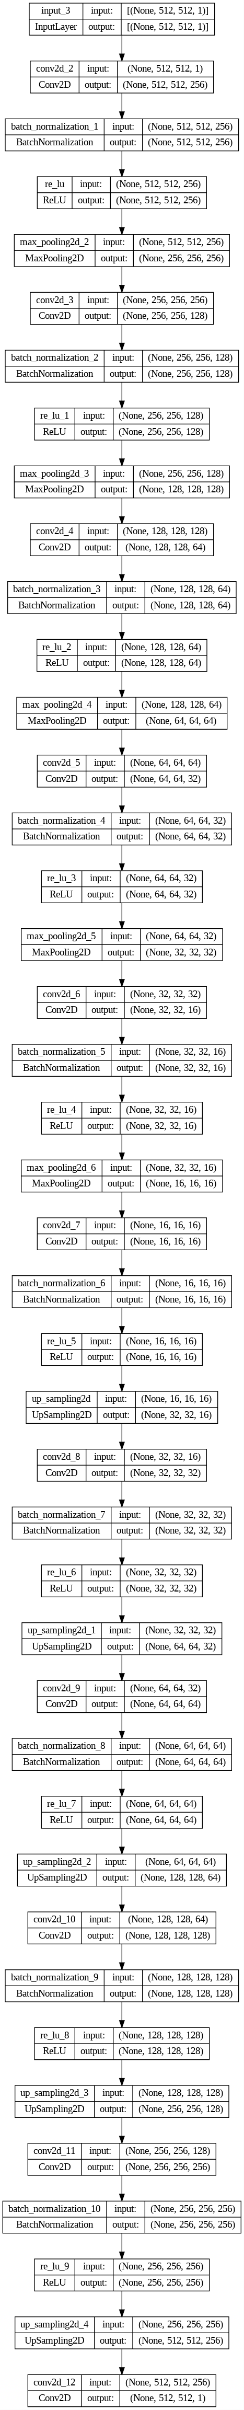 input_3 input: [(None, 512, 512, 1)]
InputLayer output: [(None, 512, 512, 1)]
conv2d_2 input: (None, 512, 512, 1)
Conv2D output: (None, 512, 512, 256)
batch_normalization_1 input: (None, 512, 512, 256)
BatchNormalization output: (None, 512, 512, 256)
re_lu input: (None, 512, 512, 256)
ReLU output: (None, 512, 512, 256)
max_pooling2d_2 input: (None, 512, 512, 256)
MaxPooling2D output: (None, 256, 256, 256)
conv2d_3 input: (None, 256, 256, 256)
Conv2D output: (None, 256, 256, 128)
batch_normalization_2 input: (None, 256, 256, 128)
BatchNormalization output: (None, 256, 256, 128)
re_lu_1 input: (None, 256, 256, 128)
ReLU output: (None, 256, 256, 128)
max_pooling2d_3 input: (None, 256, 256, 128)
MaxPooling2D output: (None, 128, 128, 128)
conv2d_4 input: (None, 128, 128, 128)
Conv2D output: (None, 128, 128, 64)
batch_normalization_3 input: (None, 128, 128, 64)
BatchNormalization output: (None, 128, 128, 64)
re_lu_2 input: (None, 128, 128, 64)
ReLU output: (None, 128, 128, 64)
max_pooling2d_4 input: (None, 128, 128, 64)
MaxPooling2D output: (None, 64, 64, 64)
conv2d_5 input: (None, 64, 64, 64)
Conv2D output: (None, 64, 64, 32)
batch_normalization_4 input: (None, 64, 64, 32)
BatchNormalization output: (None, 64, 64, 32)
re_lu_3 input: (None, 64, 64, 32)
ReLU output: (None, 64, 64, 32)
max_pooling2d_5 input: (None, 64, 64, 32)
MaxPooling2D output: (None, 32, 32, 32)
conv2d_6 input: (None, 32, 32, 32)
Conv2D output: (None, 32, 32, 16)
batch_normalization_5 input: (None, 32, 32, 16)
BatchNormalization output: (None, 32, 32, 16)
re_lu_4 input: (None, 32, 32, 16)
ReLU output: (None, 32, 32, 16)
max_pooling2d_6 input: (None, 32, 32, 16)
MaxPooling2D output: (None, 16, 16, 16)
conv2d_7 input: (None, 16, 16, 16)
Conv2D output: (None, 16, 16, 16)
batch_normalization_6 input: (None, 16, 16, 16)
BatchNormalization output: (None, 16, 16, 16)
re_lu_5 input: (None, 16, 16, 16)
ReLU output: (None, 16, 16, 16)
up_sampling2d input: (None, 16, 16, 16)
UpSampling2D output: (None, 32, 32, 16)
conv2d_8 input: (None, 32, 32, 16)
Conv2D output: (None, 32, 32, 32)
batch_normalization_7 input: (None, 32, 32, 32)
BatchNormalization output: (None, 32, 32, 32)
re_lu_6 input: (None, 32, 32, 32)
ReLU output: (None, 32, 32, 32)
up_sampling2d_1 input: (None, 32, 32, 32)
UpSampling2D output: (None, 64, 64, 32)
conv2d_9 input: (None, 64, 64, 32)
Conv2D output: (None, 64, 64, 64)
batch_normalization_8 input: (None, 64, 64, 64)
BatchNormalization output: (None, 64, 64, 64)
re_lu_7 input: (None, 64, 64, 64)
ReLU output: (None, 64, 64, 64)
up_sampling2d_2 input: (None, 64, 64, 64)
UpSampling2D output: (None, 128, 128, 64)
conv2d_10 input: (None, 128, 128, 64)
Conv2D output: (None, 128, 128, 128)
batch_normalization_9 input: (None, 128, 128, 128)
BatchNormalization output: (None, 128, 128, 128)
re_lu_8 input: (None, 128, 128, 128)
ReLU output: (None, 128, 128, 128)
up_sampling2d_3 input: (None, 128, 128, 128)
UpSampling2D output: (None, 256, 256, 128)
conv2d_11 input: (None, 256, 256, 128)
Conv2D output: (None, 256, 256, 256)
batch_normalization_10 input: (None, 256, 256, 256)
BatchNormalization output: (None, 256, 256, 256)
re_lu_9 input: (None, 256, 256, 256)
ReLU output: (None, 256, 256, 256)
up_sampling2d_4 input: (None, 256, 256, 256)
UpSampling2D output: (None, 512, 512, 256)
conv2d_12 input: (None, 512, 512, 256)
Conv2D output: (None, 512, 512, 1)